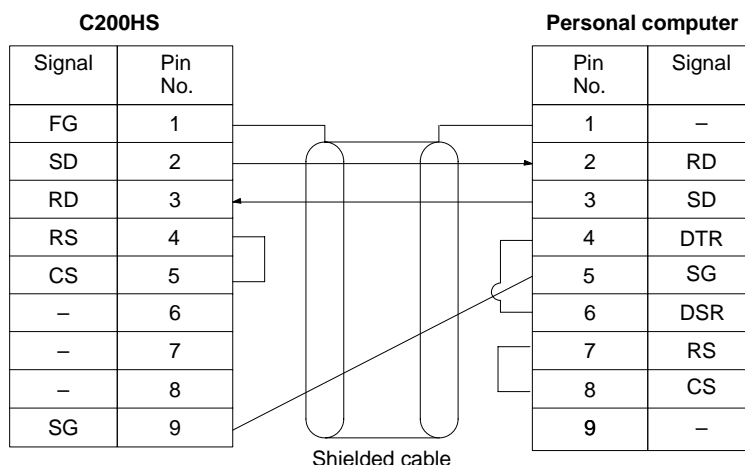 C200HS Personal computer
Signal Pin No. Pin No. Signal
FG 1 1 –
SD 2 2 RD
RD 3 3 SD
RS 4 4 DTR
CS 5 5 SG
– 6 6 DSR
– 7 7 RS
– 8 8 CS
SG 9 9 –
Shielded cable